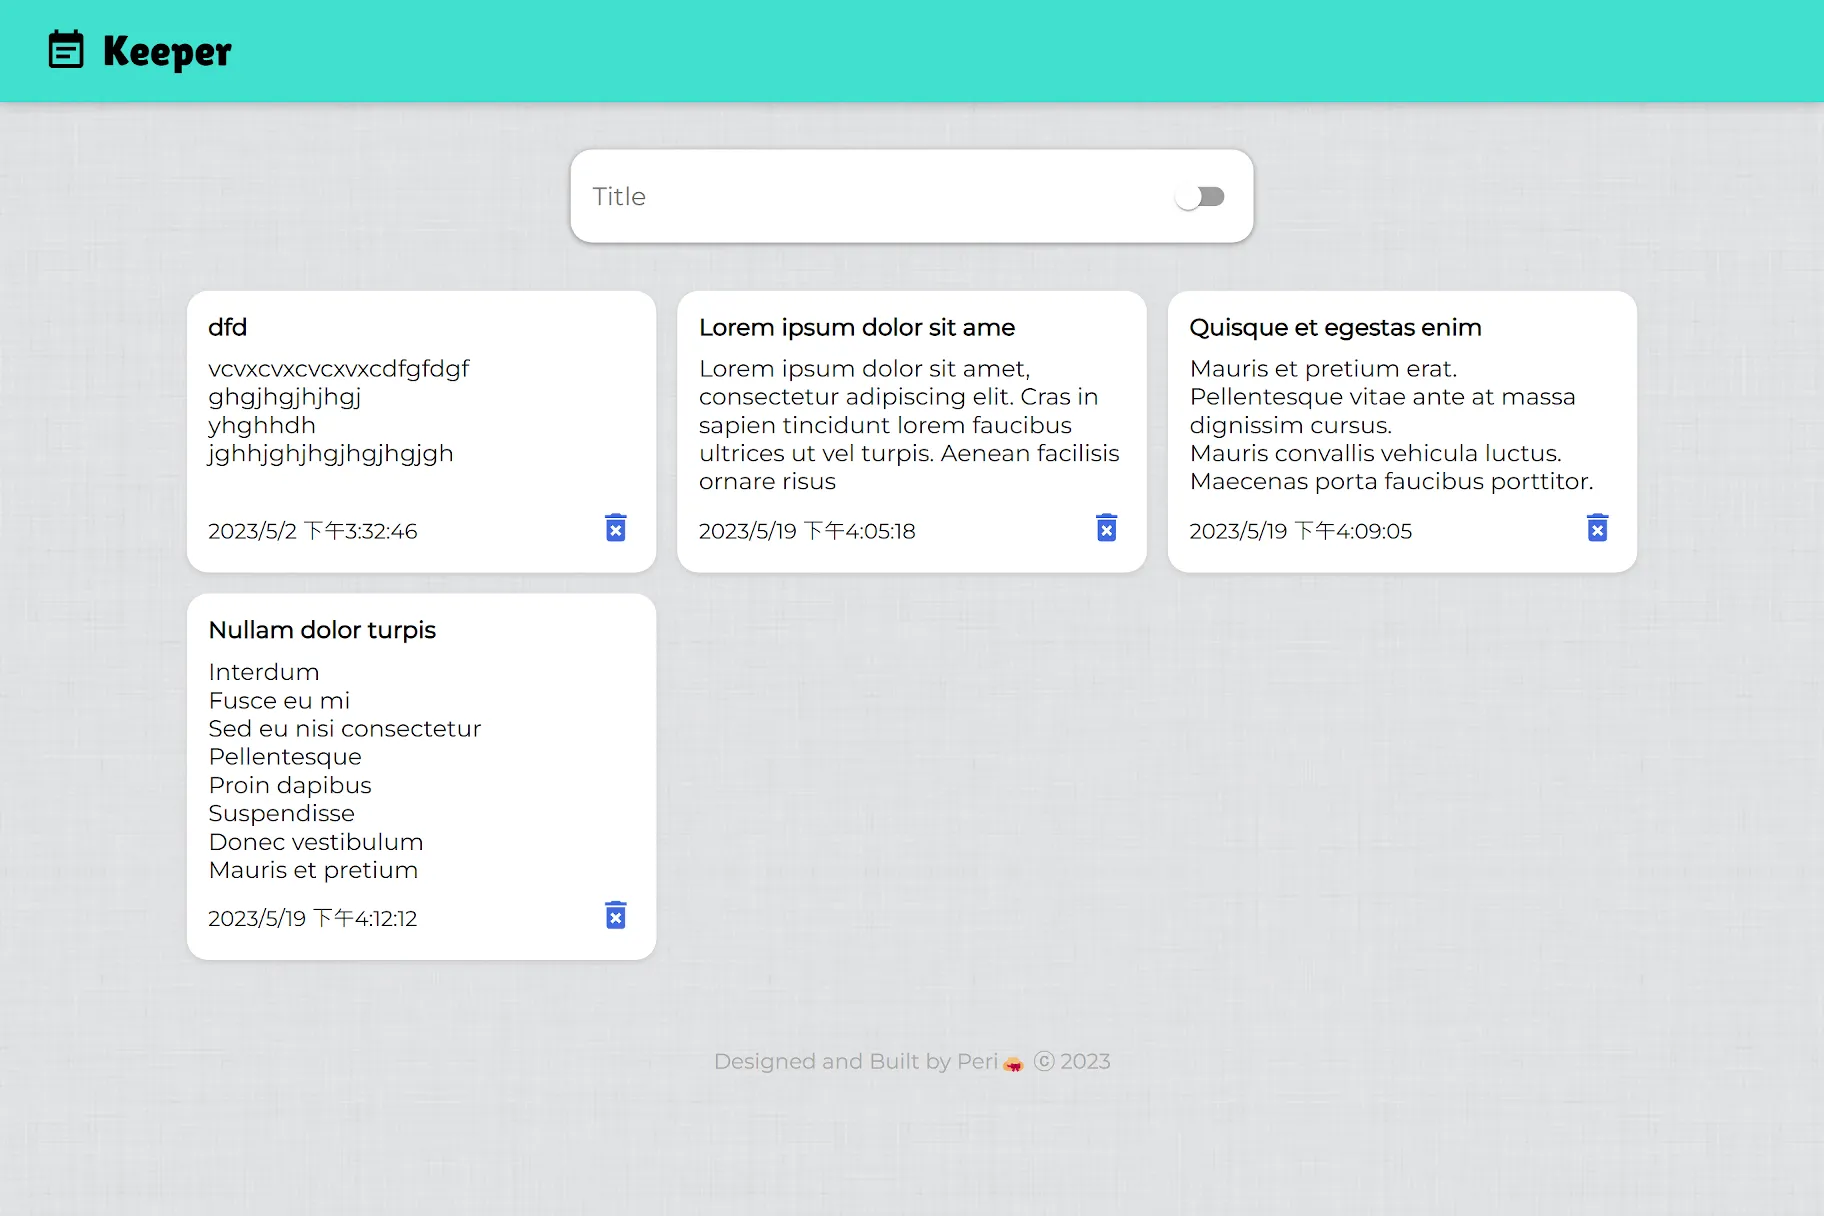 Keeper
Title
dfd
vcvxcvxcvcxvxcdfgfdgf
ghgjhgjhjhgj
yhghhdh
jghhjghjhgjhgjhgjgh
2023/5/2 下午3:32:46
Lorem ipsum dolor sit ame
Lorem ipsum dolor sit amet,
consectetur adipiscing elit. Cras in
sapien tincidunt lorem faucibus
ultrices ut vel turpis. Aenean facilisis
ornare risus
2023/5/19 下午4:05:18
Quisque et egestas enim
Mauris et pretium erat.
Pellentesque vitae ante at massa
dignissim cursus.
Mauris convallis vehicula luctus.
Maecenas porta faucibus porttitor.
2023/5/19 下午4:09:05
Nullam dolor turpis
Interdum
Fusce eu mi
Sed eu nisi consectetur
Pellentesque
Proin dapibus
Suspendisse
Donec vestibulum
Mauris et pretium
2023/5/19 下午4:12:12
Designed and Built by Peri👒 ⓒ 2023